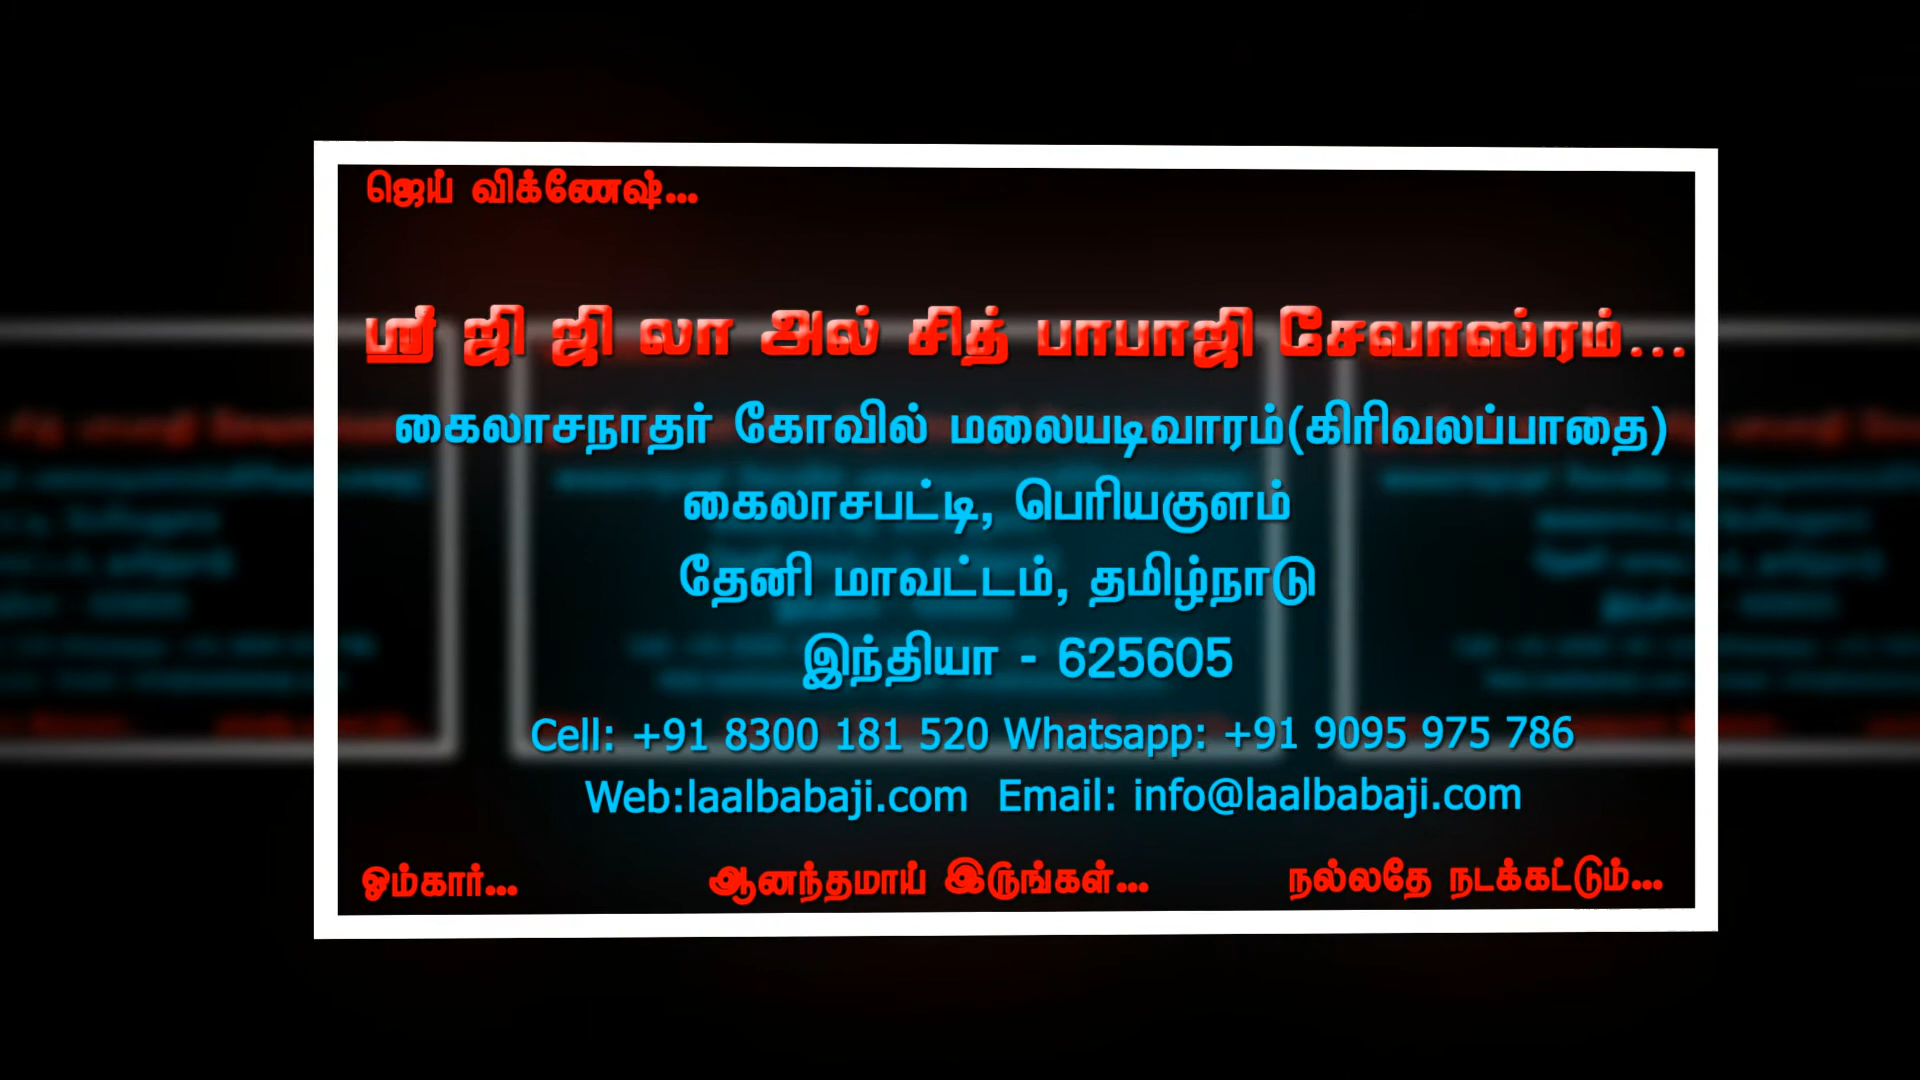 ஜெய் விக்ணேஷ்...
ஸ்ரீ ஜி ஜி லா அல் சித் பாபாஜி சேவாஸ்ரம்...
கைலாசநாதர் கோவில் மலையடிவாரம்(கிரிவலப்பாதை)
கைலாசபட்டி, பெரியகுளம்
தேனி மாவட்டம், தமிழ்நாடு
இந்தியா - 625605
Cell: +91 8300 181 520 Whatsapp: +91 9095 975 786
Web:laalbabaji.com Email: info@laalbabaji.com
ஓம்கார்... ஆனந்தமாய் இருங்கள்... நல்லதே நடக்கட்டும்...